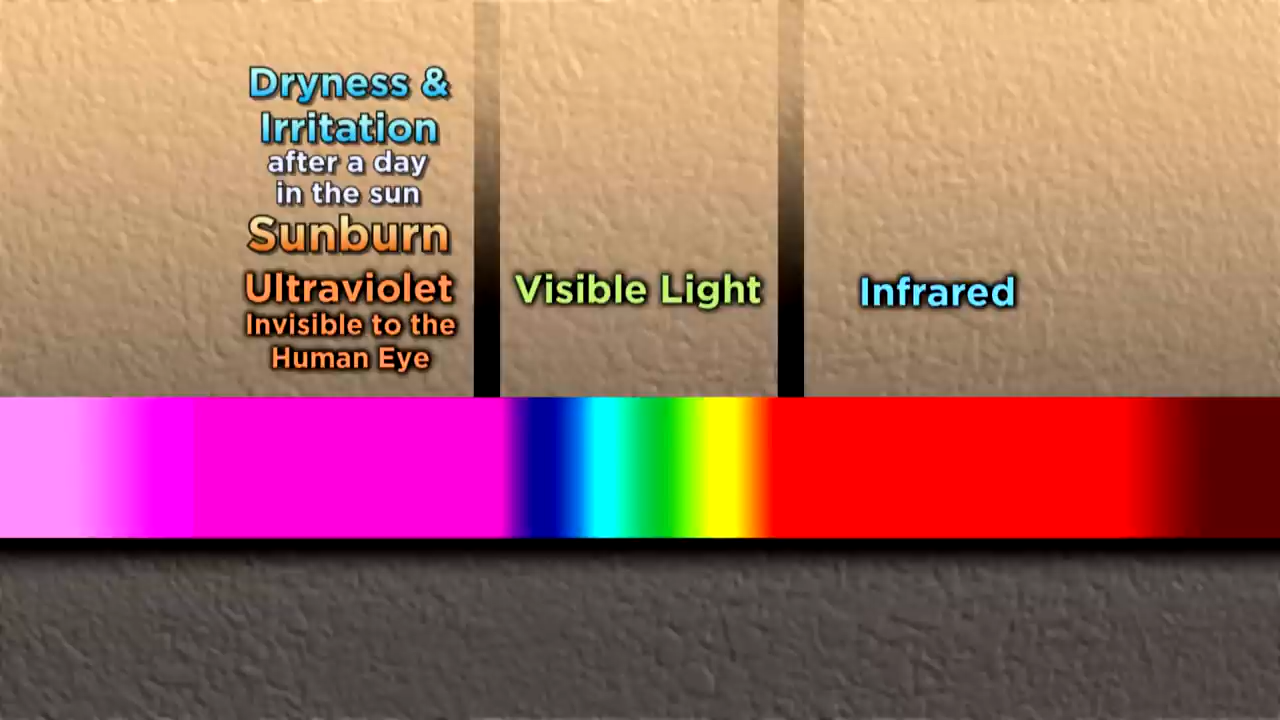 Dryness &
Irritation
after a day
in the sun
Sunburn
Ultraviolet
Invisible to the
Human Eye
Visible Light
Infrared